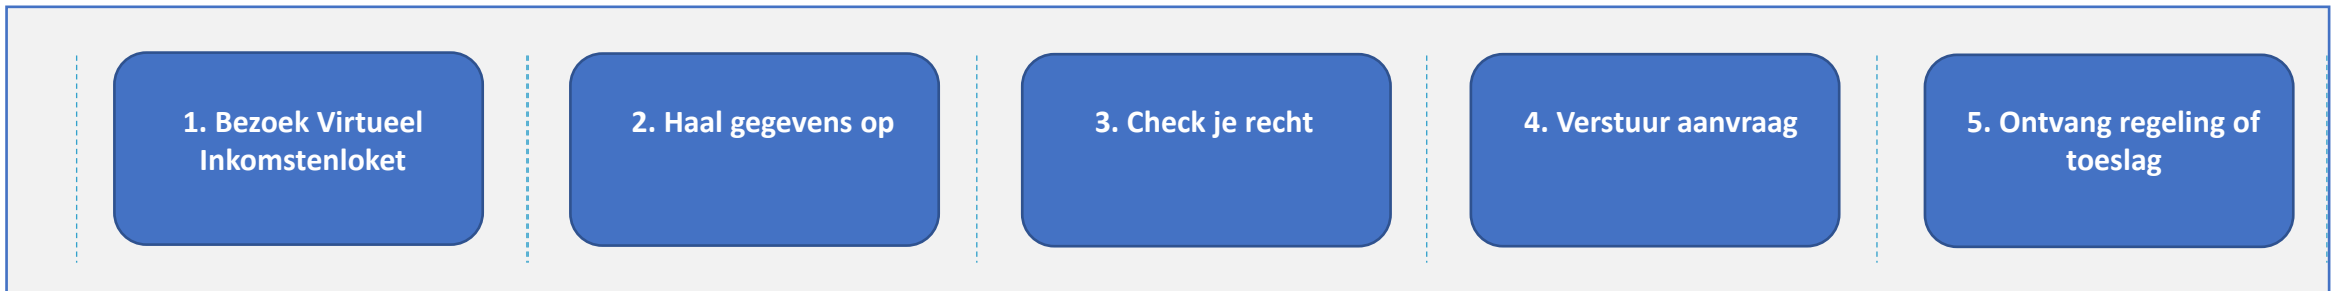 1. Bezoek Virtueel
Inkomstenloket
2. Haal gegevens op
3. Check je recht
4. Verstuur aanvraag
5. Ontvang regeling of
toeslag